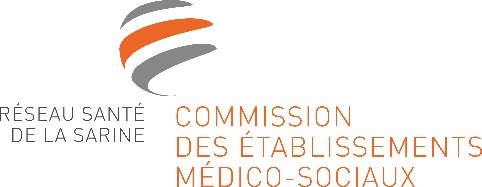 RÉSEAU SANTÉ
DE LA SARINE
COMMISSION
DES ÉTABLISSEMENTS
MÉDICO-SOCIAUX